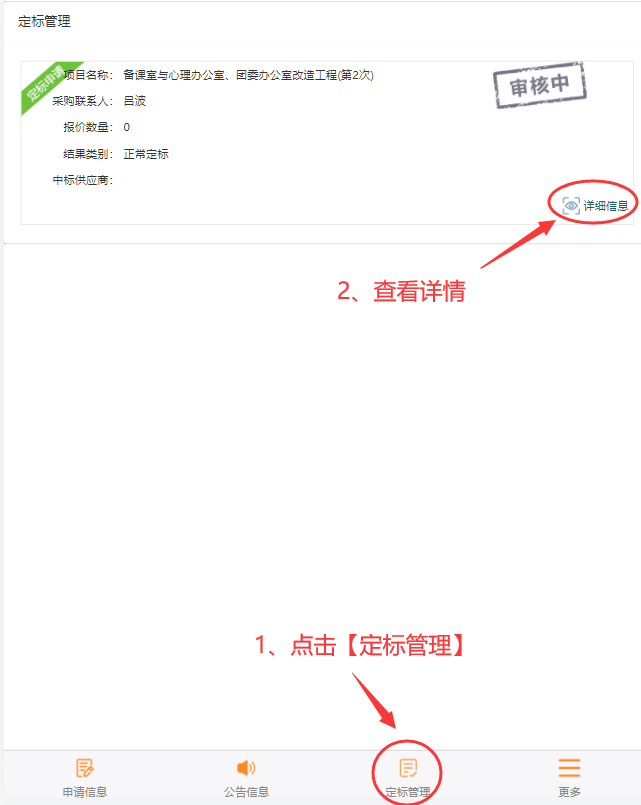 定标管理
定标申请
项目名称： 备课室与心理办公室、团委办公室改造工程(第2次)
审核中
采购联系人： 吕波
报价数量： 0
结果类别： 正常定标
中标供应商：
详细信息
2、查看详情
1、点击【定标管理】
申请信息
公告信息
定标管理
更多